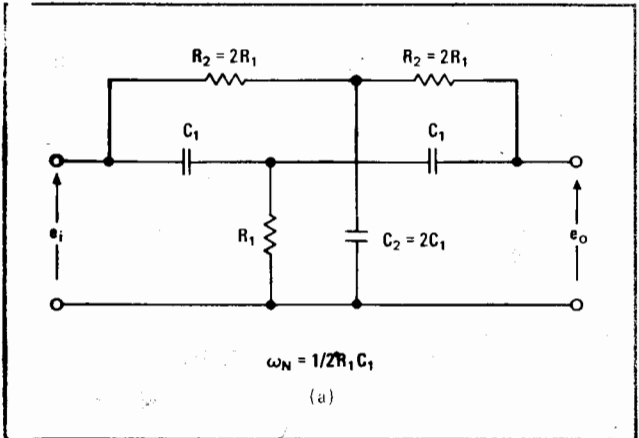 R₂ = 2R₁ R₂ = 2R₁
C₁ C₁
eᵢ R₁ C₂ = 2C₁ eₒ
ω_N = 1/2R₁C₁
(a)